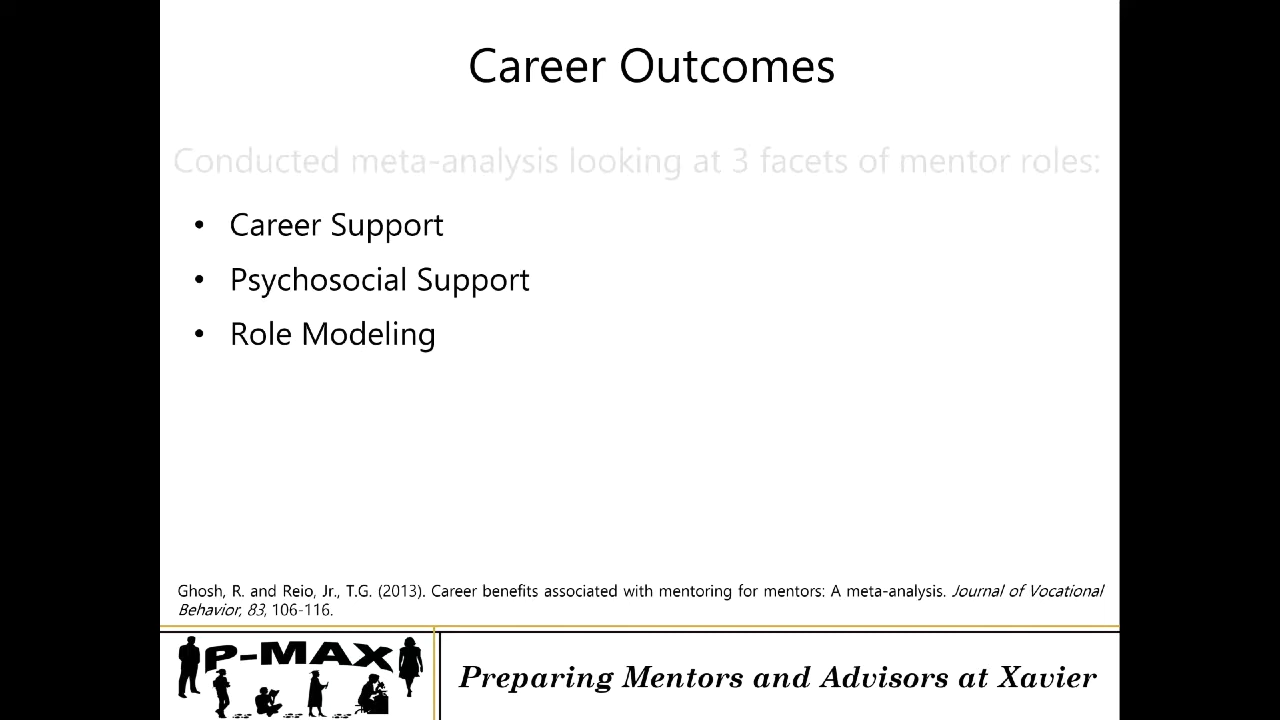 Career Outcomes
Conducted meta-analysis looking at 3 facets of mentor roles:
• Career Support
• Psychosocial Support
• Role Modeling
Ghosh, R. and Reio, Jr., T.G. (2013). Career benefits associated with mentoring for mentors: A meta-analysis. Journal of Vocational
Behavior, 83, 106-116.
P-MAX
Preparing Mentors and Advisors at Xavier